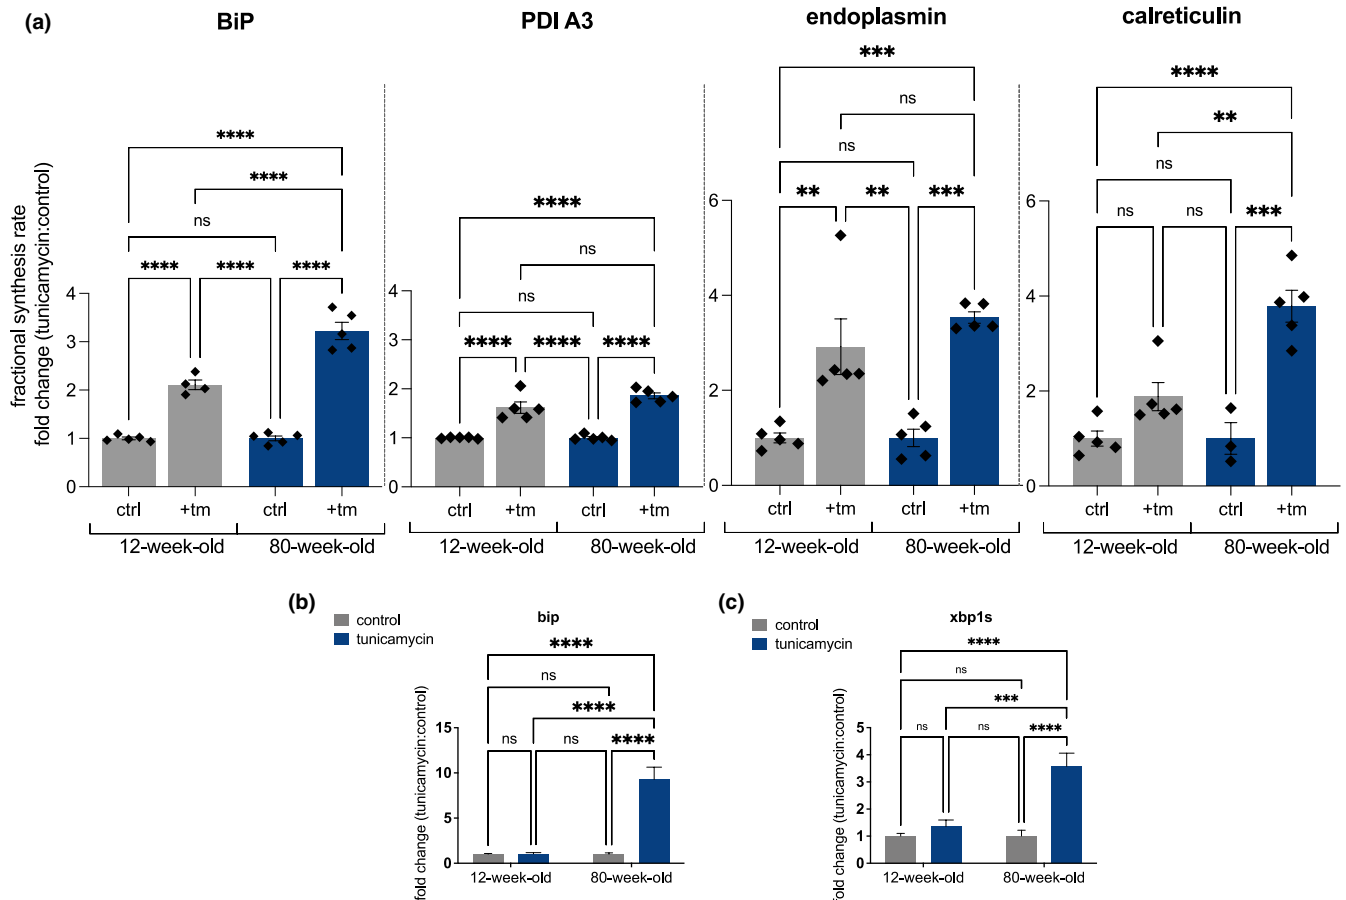 (a)
BiP
PDI A3
endoplasmin
calreticulin
fractional synthesis rate
fold change (tunicamycin:control)
****
****
ns
****
****
****
4
3
2
1
0
ctrl
+tm
ctrl
+tm
12-week-old
80-week-old
****
ns
ns
****
****
****
4
3
2
1
0
ctrl
+tm
ctrl
+tm
12-week-old
80-week-old
***
ns
ns
**
**
***
6
4
2
0
ctrl
+tm
ctrl
+tm
12-week-old
80-week-old
****
**
ns
ns
ns
***
6
4
2
0
ctrl
+tm
ctrl
+tm
12-week-old
80-week-old
(b)
control
tunicamycin
bip
fold change (tunicamycin:control)
****
ns
****
ns
ns
****
15
10
5
0
12-week-old
80-week-old
(c)
control
tunicamycin
xbp1s
fold change (tunicamycin:control)
****
ns
***
ns
ns
****
5
4
3
2
1
0
12-week-old
80-week-old